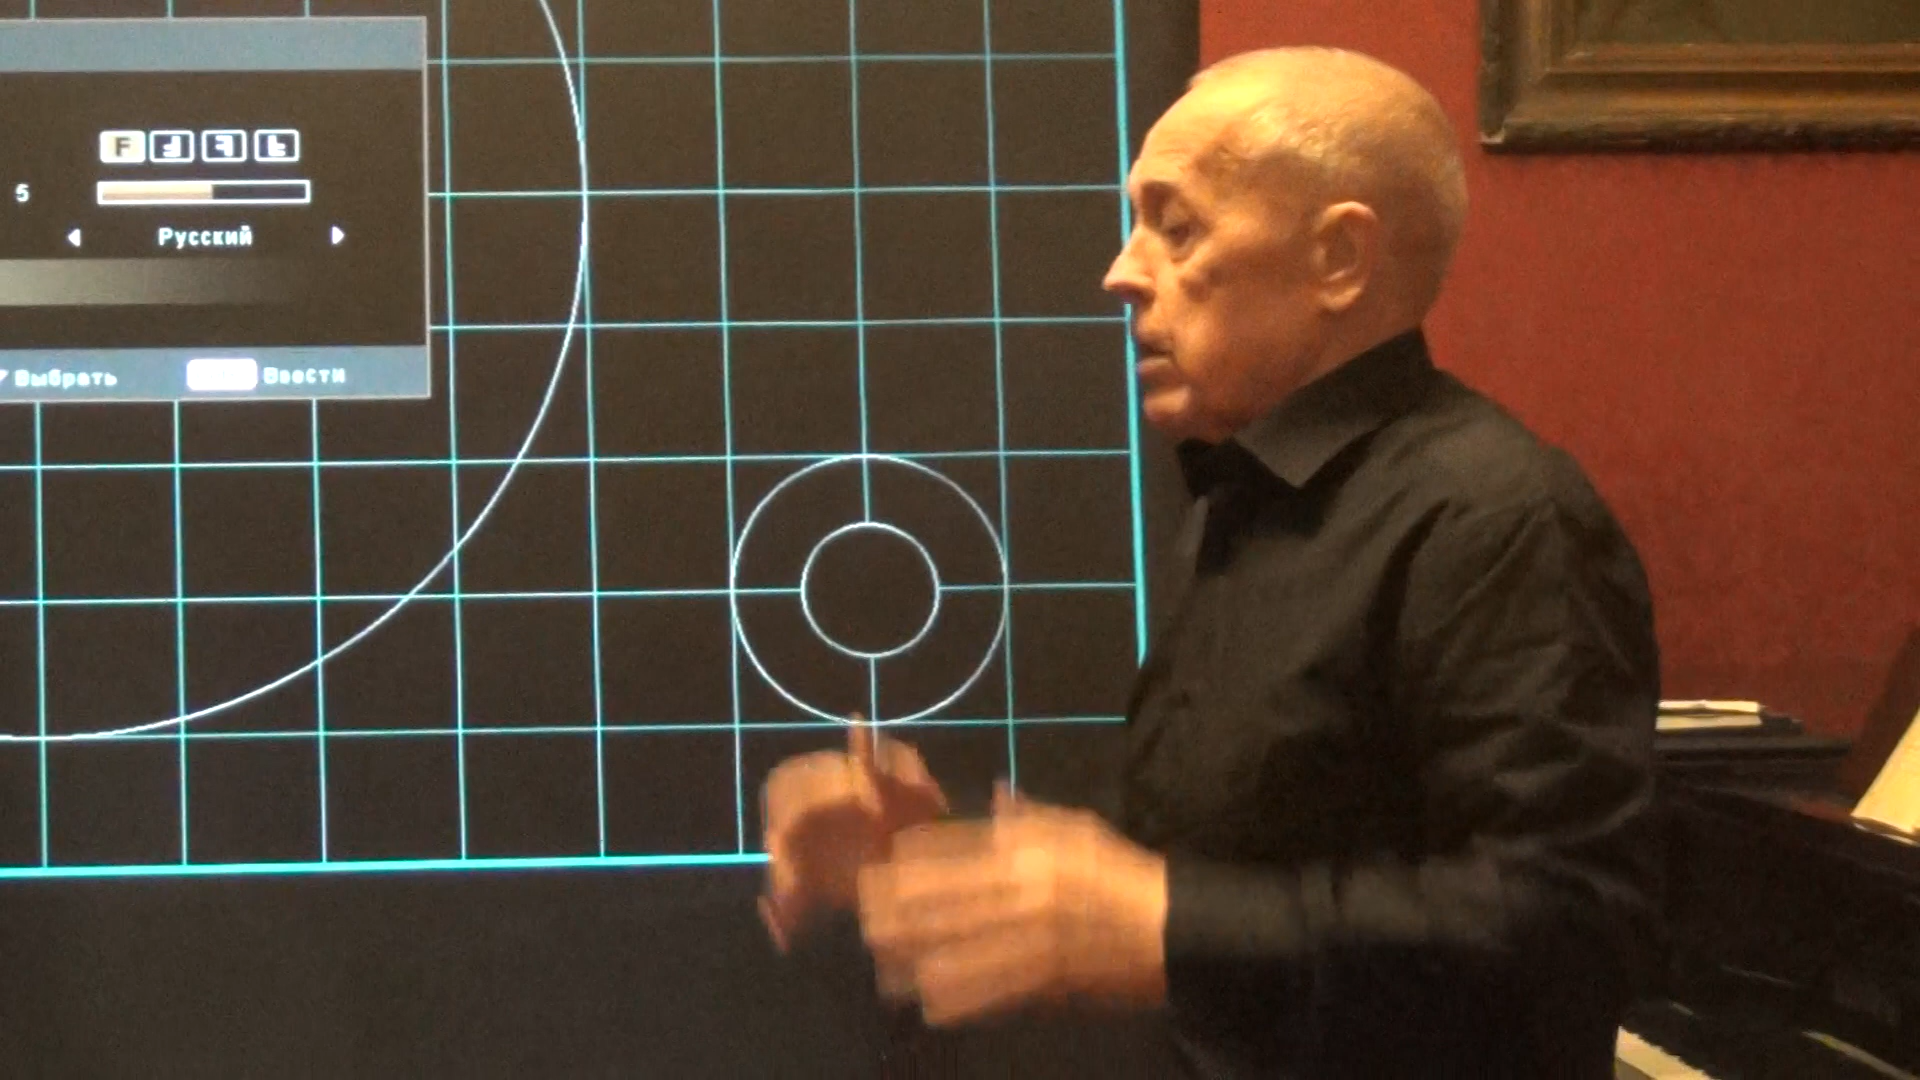 F
5
Русский
Выбрать Ввести